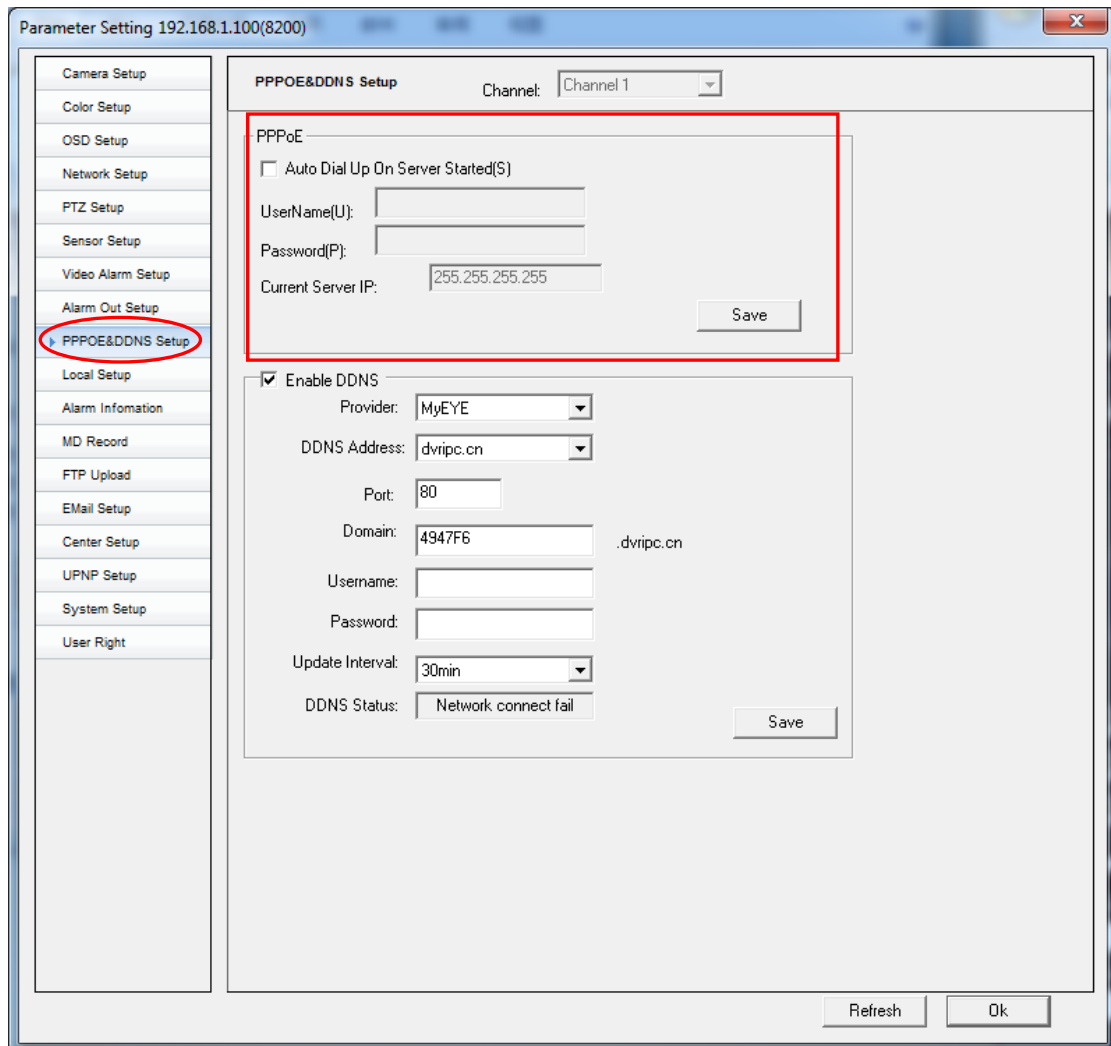 Parameter Setting 192.168.1.100(8200)
X
Camera Setup
Color Setup
OSD Setup
Network Setup
PTZ Setup
Sensor Setup
Video Alarm Setup
Alarm Out Setup
PPPOE&DDNS Setup
Local Setup
Alarm Infomation
MD Record
FTP Upload
EMail Setup
Center Setup
UPNP Setup
System Setup
User Right
PPPOE&DDNS Setup Channel: Channel 1
PPPoE
Auto Dial Up On Server Started(S)
UserName(U):
Password(P):
Current Server IP: 255.255.255.255
Save
Enable DDNS
Provider: MyEYE
DDNS Address: dvripc.cn
Port: 80
Domain: 4947F6 .dvripc.cn
Username:
Password:
Update Interval: 30min
DDNS Status: Network connect fail
Save
Refresh Ok